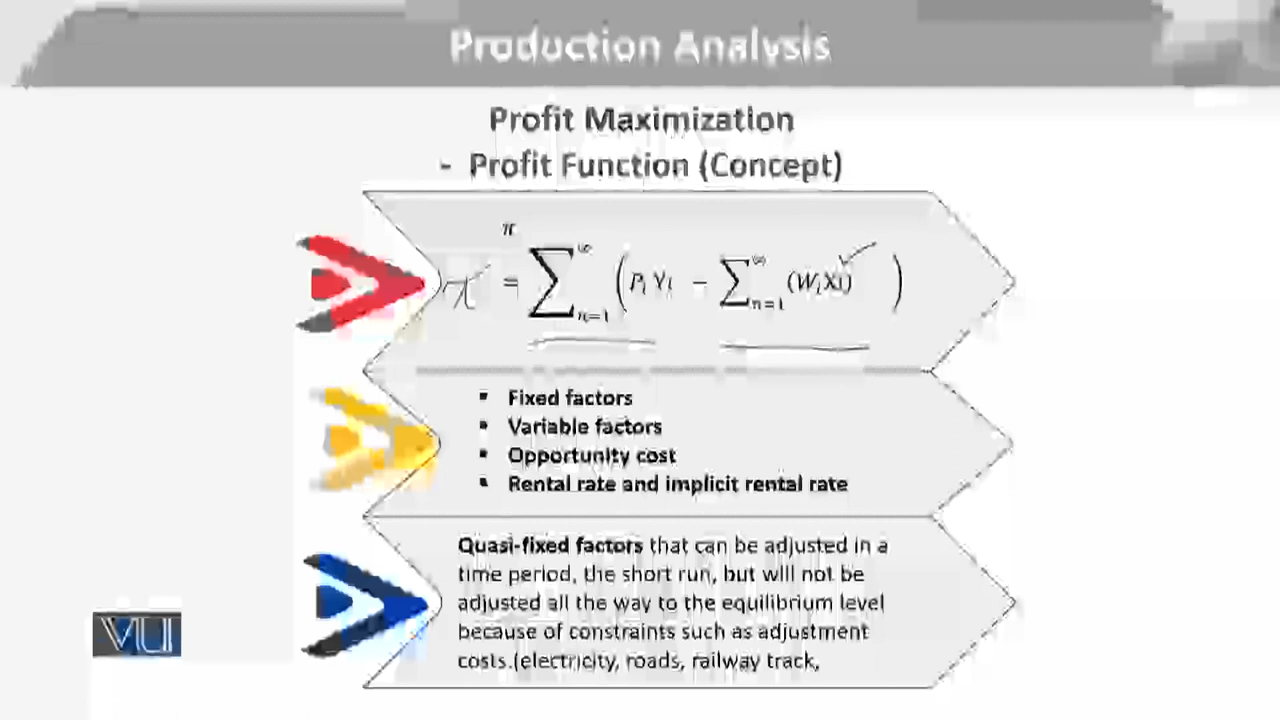 Production Analysis
Profit Maximization
- Profit Function (Concept)
π
π = ∑ ∞ n=1 ( PᵢYᵢ − ∑ ∞ n=1 (WᵢXᵢ) )
▪ Fixed factors
▪ Variable factors
▪ Opportunity cost
▪ Rental rate and implicit rental rate
Quasi-fixed factors that can be adjusted in a
time period, the short run, but will not be
adjusted all the way to the equilibrium level
because of constraints such as adjustment
costs.(electricity, roads, railway track,
VU